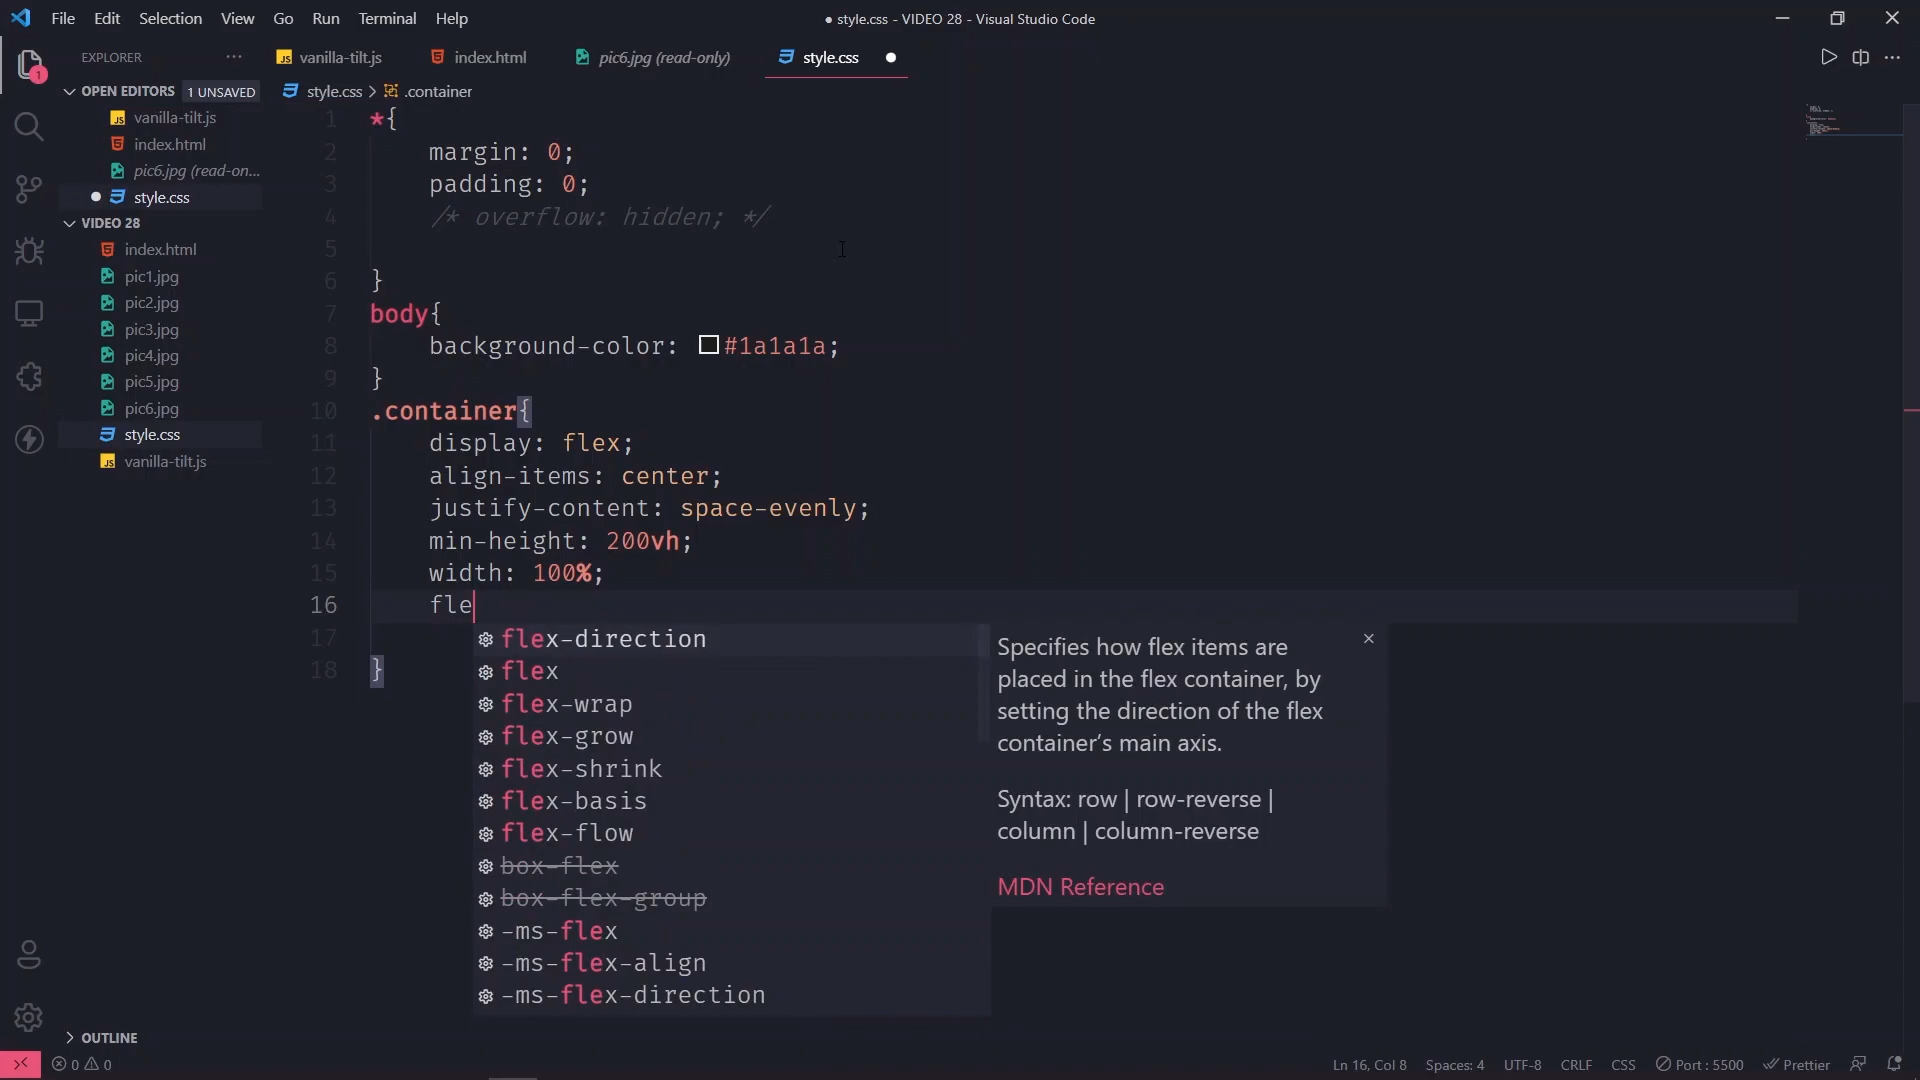 File Edit Selection View Go Run Terminal Help
● style.css - VIDEO 28 - Visual Studio Code
EXPLORER ···
JS vanilla-tilt.js index.html pic6.jpg (read-only) style.css ●
1
OPEN EDITORS 1 UNSAVED
JS vanilla-tilt.js
index.html
pic6.jpg (read-on...
● style.css
VIDEO 28
index.html
pic1.jpg
pic2.jpg
pic3.jpg
pic4.jpg
pic5.jpg
pic6.jpg
style.css
JS vanilla-tilt.js
OUTLINE
style.css > .container
1 *{
2 margin: 0;
3 padding: 0;
4 /* overflow: hidden; */
5
6 }
7 body{
8 background-color: #1a1a1a;
9 }
10 .container{
11 display: flex;
12 align-items: center;
13 justify-content: space-evenly;
14 min-height: 200vh;
15 width: 100%;
16 fle
17
18 }
flex-direction
flex
flex-wrap
flex-grow
flex-shrink
flex-basis
flex-flow
box-flex
box-flex-group
-ms-flex
-ms-flex-align
-ms-flex-direction
Specifies how flex items are
placed in the flex container, by
setting the direction of the flex
container's main axis.
Syntax: row | row-reverse |
column | column-reverse
MDN Reference
0 0
Ln 16, Col 8 Spaces: 4 UTF-8 CRLF CSS Port : 5500 Prettier